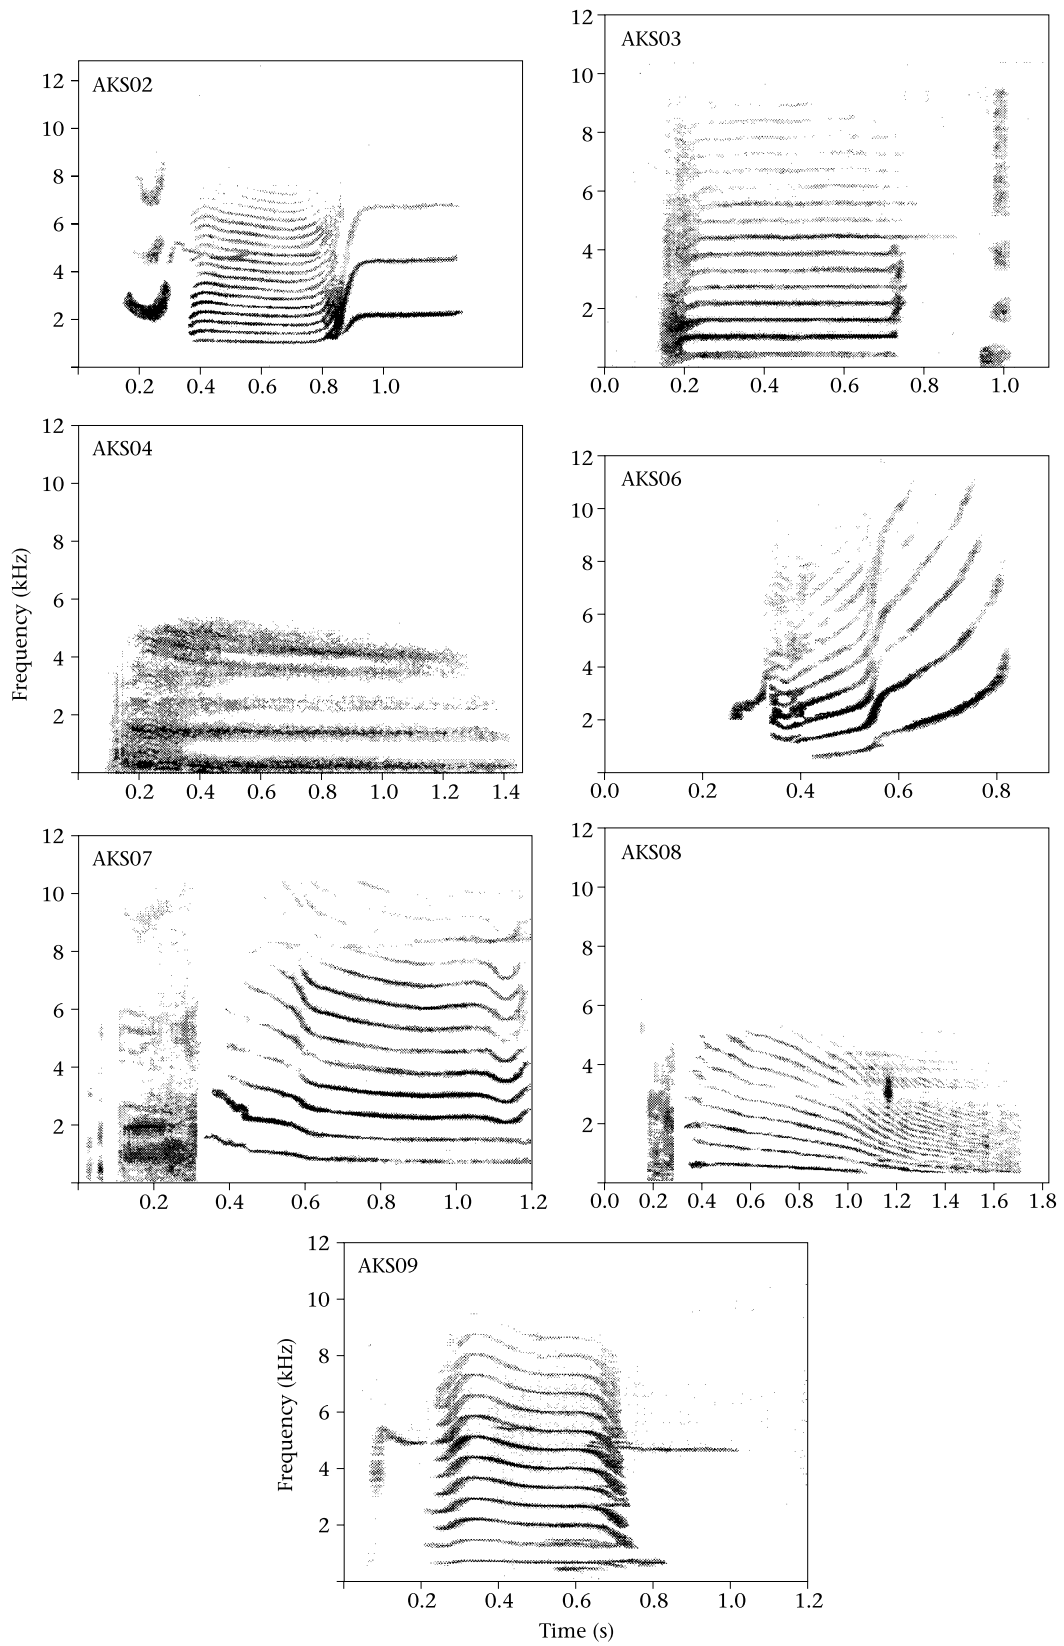 AKS02
12
10
8
6
4
2
0.2 0.4 0.6 0.8 1.0
AKS03
12
10
8
6
4
2
0.0 0.2 0.4 0.6 0.8 1.0
AKS04
12
10
8
6
4
2
Frequency (kHz)
0.2 0.4 0.6 0.8 1.0 1.2 1.4
AKS06
12
10
8
6
4
2
0.0 0.2 0.4 0.6 0.8
AKS07
12
10
8
6
4
2
0.2 0.4 0.6 0.8 1.0 1.2
AKS08
12
10
8
6
4
2
0.0 0.2 0.4 0.6 0.8 1.0 1.2 1.4 1.6 1.8
AKS09
12
10
8
6
4
2
Frequency (kHz)
0.2 0.4 0.6 0.8 1.0 1.2
Time (s)